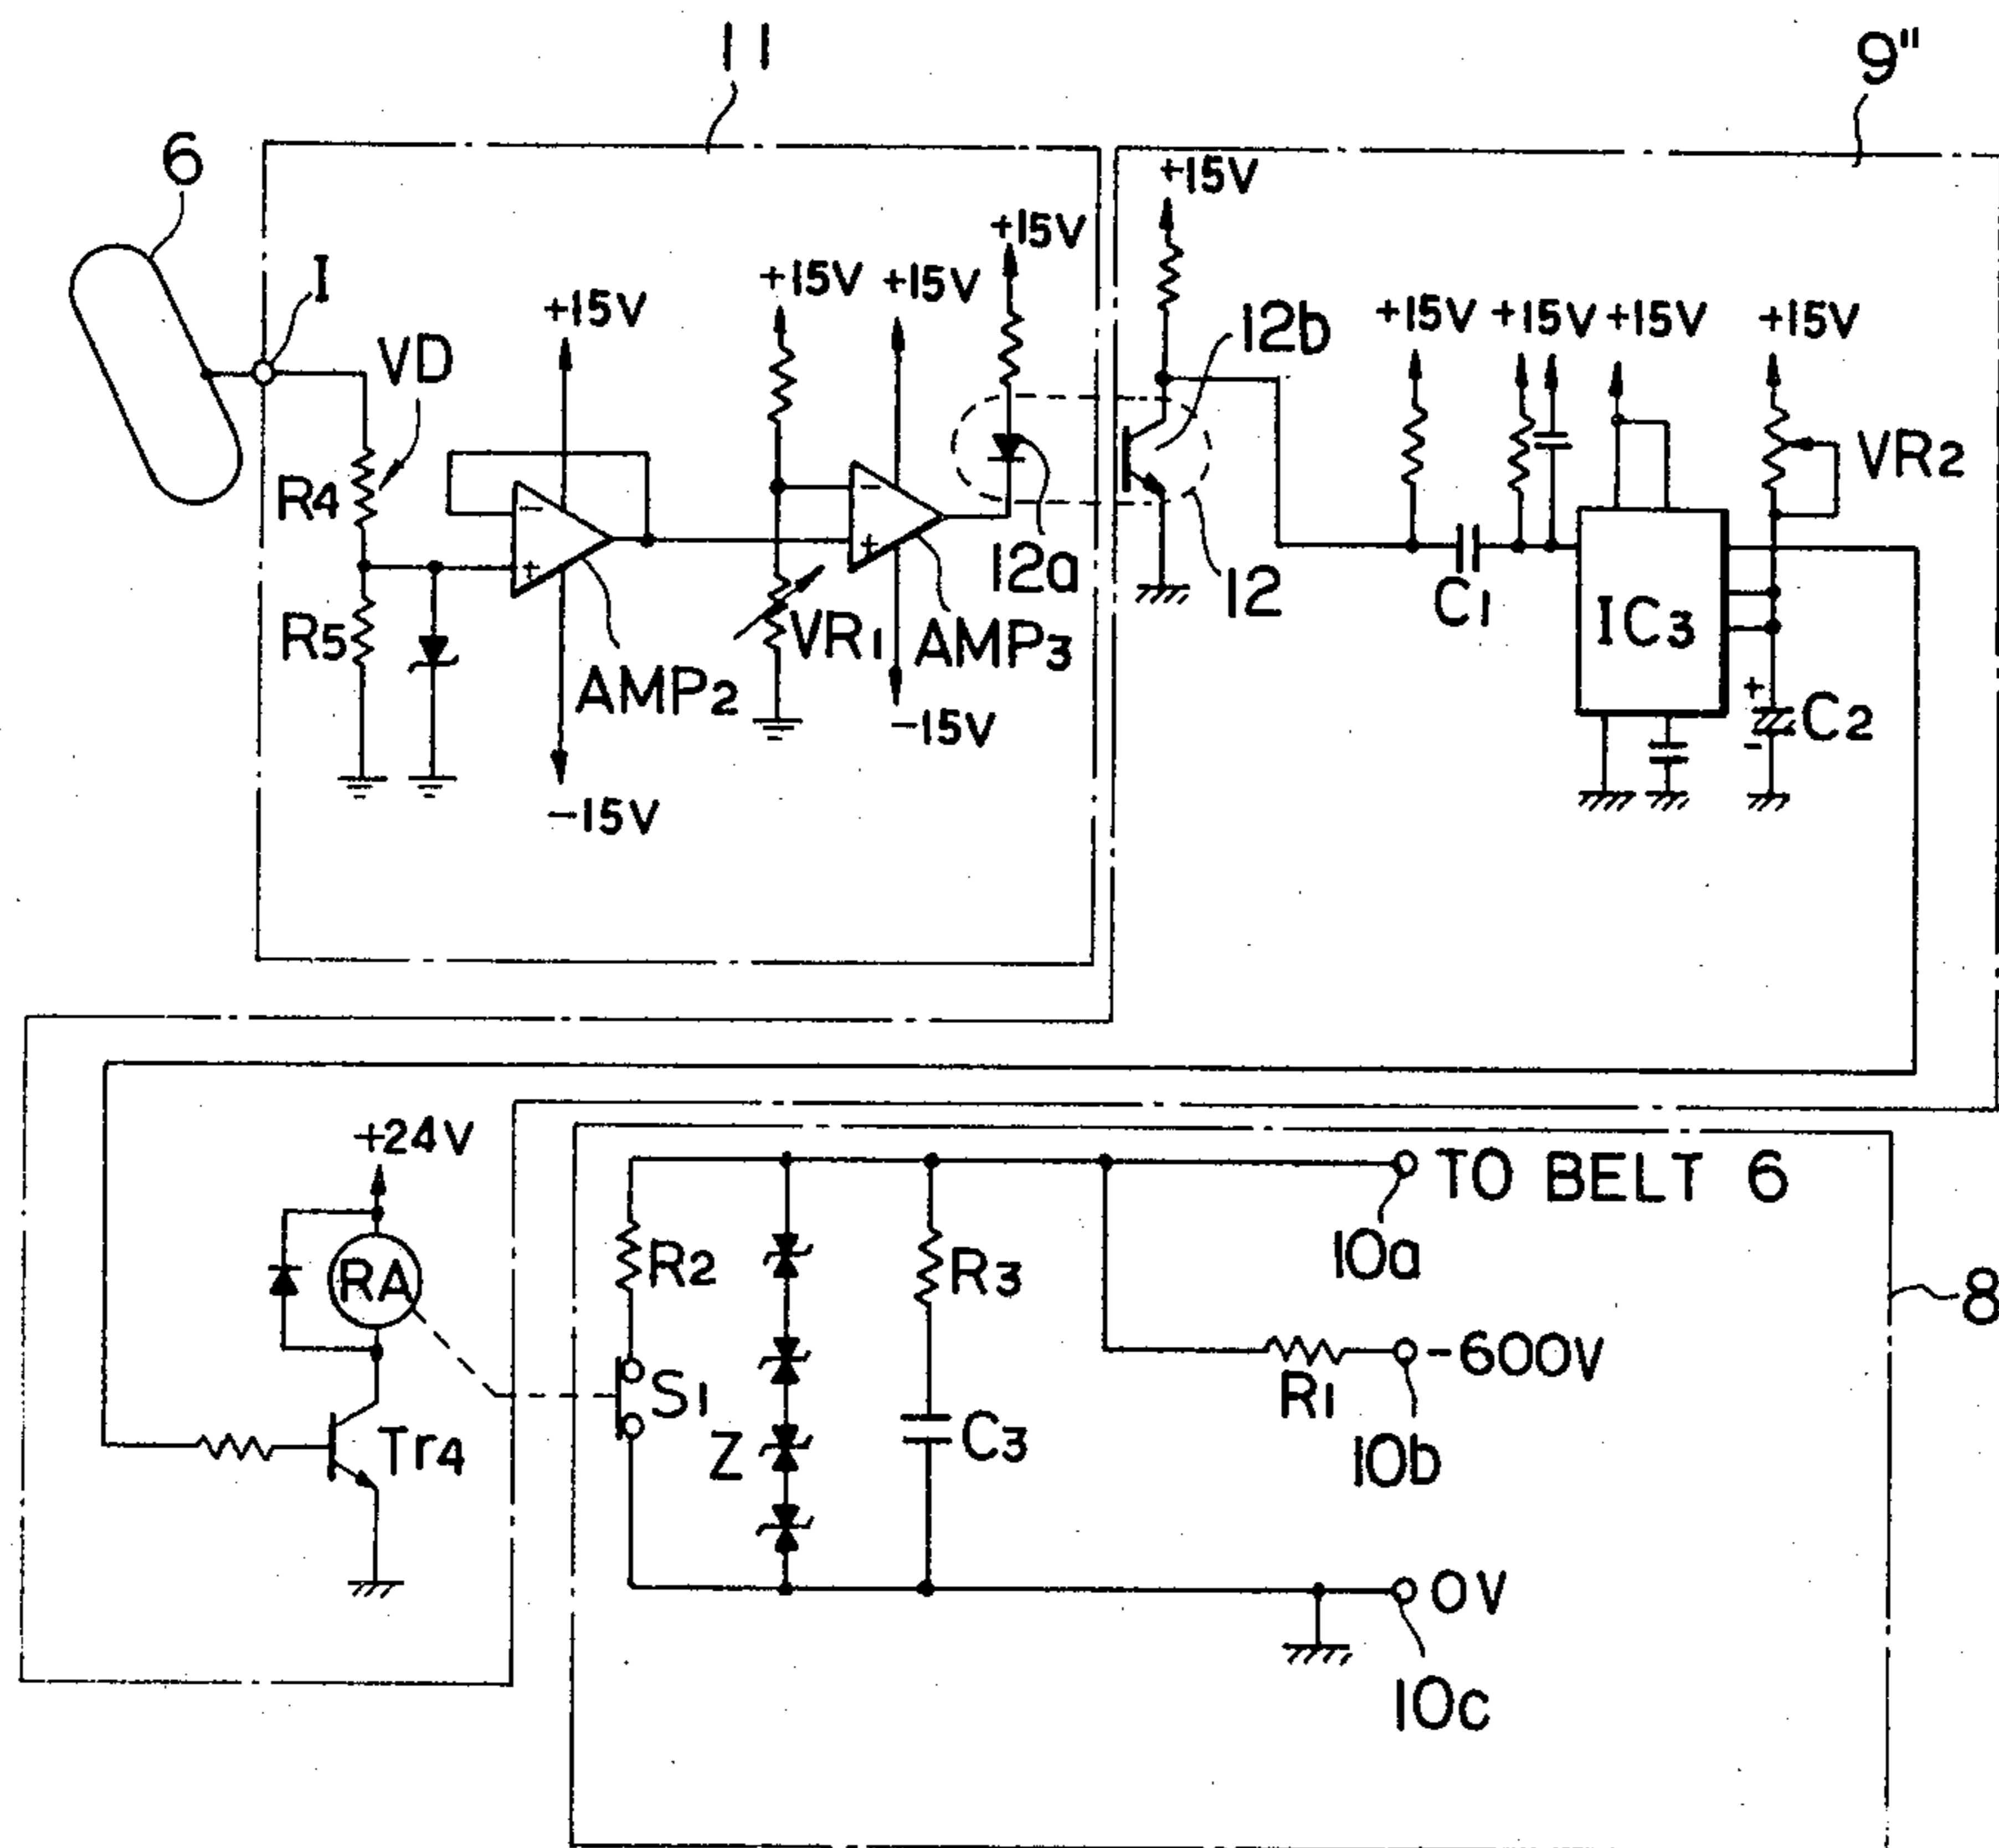 11
9"
6
I
VD
+15V
+15V
+15V
+15V
+15V
12b
+15V
+15V
+15V
+15V
R4
R5
AMP2
-15V
VR1
AMP3
-15V
12a
12
C1
IC3
VR2
+
C2
-
-
+
-
+
+24V
RA
Tr4
R2
S1
Z
R3
C3
TO BELT 6
10a
-600V
R1
10b
0V
10c
8